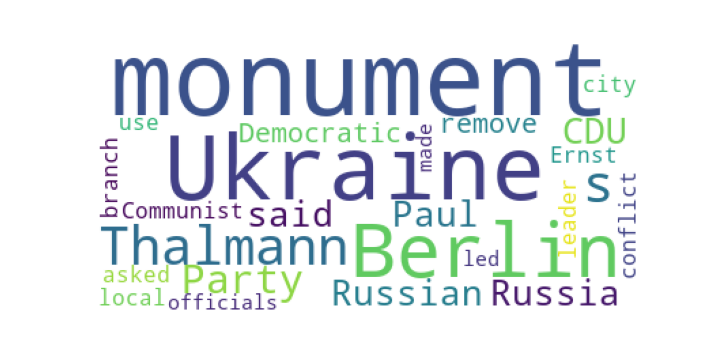 monument
city
use
Democratic
remove
CDU
made
Ukraine
Ernst
s
branch
Communist
said
Paul
leader
conflict
Thalmann
Berlin
led
asked
Party
local
officials
Russian
Russia